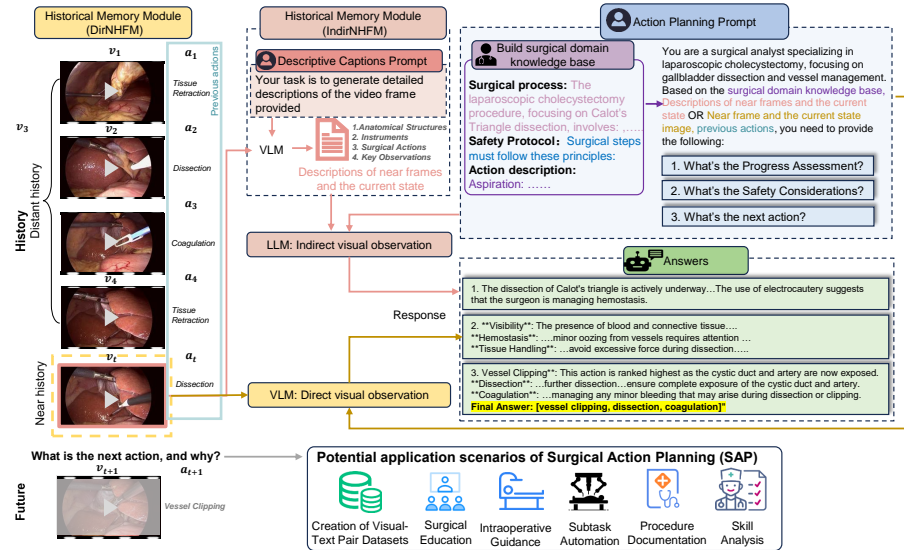 Historical Memory Module
(DirNHFM)
v1
a1
Tissue
Retraction
Previous actions
v3
v2
a2
Dissection
History
Distant history
a3
Coagulation
v4
a4
Tissue
Retraction
Near history
vt
at
Dissection
Historical Memory Module
(IndirNHFM)
Descriptive Captions Prompt
Your task is to generate detailed
descriptions of the video frame
provided
VLM
1.Anatomical Structures
2. Instruments
3. Surgical Actions
4. Key Observations
Descriptions of near frames
and the current state
LLM: Indirect visual observation
VLM: Direct visual observation
Response
Action Planning Prompt
Build surgical domain
knowledge base
Surgical process: The
laparoscopic cholecystectomy
procedure, focusing on Calot's
Triangle dissection, involves: ……
Safety Protocol: Surgical steps
must follow these principles:
Action description:
Aspiration: ……
You are a surgical analyst specializing in
laparoscopic cholecystectomy, focusing on
gallbladder dissection and vessel management.
Based on the surgical domain knowledge base,
Descriptions of near frames and the current
state OR Near frame and the current state
image, previous actions, you need to provide
the following:
1. What's the Progress Assessment?
2. What's the Safety Considerations?
3. What's the next action?
Answers
1. The dissection of Calot's triangle is actively underway…The use of electrocautery suggests
that the surgeon is managing hemostasis.
2. **Visibility**: The presence of blood and connective tissue….
**Hemostasis**: ….minor oozing from vessels requires attention …
**Tissue Handling**: …avoid excessive force during dissection…..
3. Vessel Clipping**: This action is ranked highest as the cystic duct and artery are now exposed.
**Dissection**: …further dissection…ensure complete exposure of the cystic duct and artery.
**Coagulation**: …managing any minor bleeding that may arise during dissection or clipping.
Final Answer: [vessel clipping, dissection, coagulation]"
What is the next action, and why?
Future
vt+1
at+1
Vessel Clipping
Potential application scenarios of Surgical Action Planning (SAP)
Creation of Visual-
Text Pair Datasets
Surgical
Education
Intraoperative
Guidance
Subtask
Automation
Procedure
Documentation
Skill
Analysis